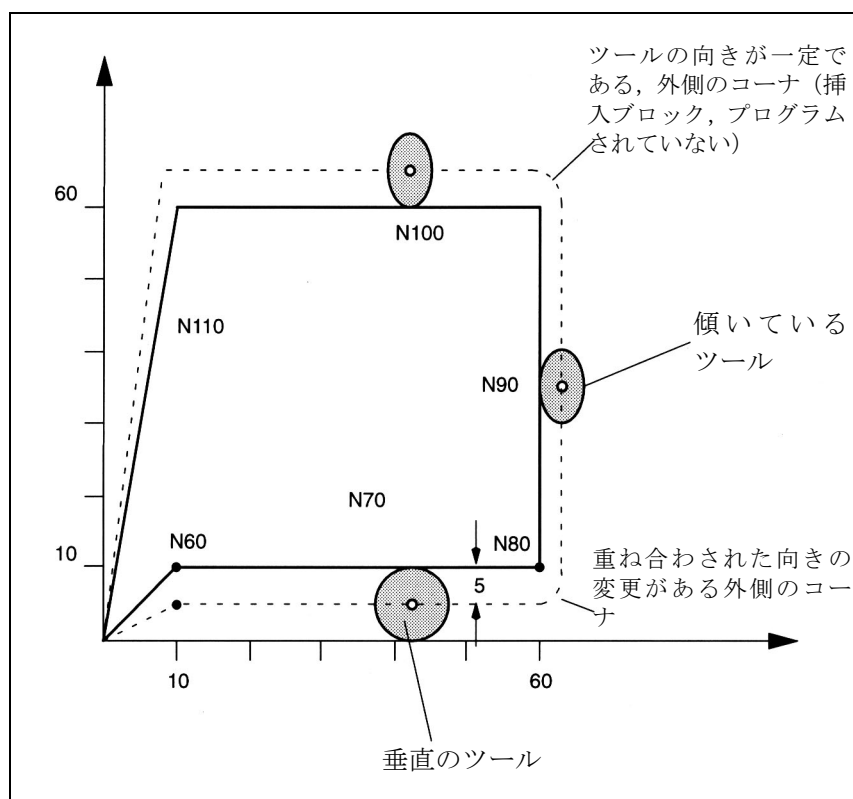 ツールの向きが一定で
ある，外側のコーナ（挿
入ブロック，プログラム
されていない）
60
N100
N110
傾いている
ツール
N90
N70
N60
N80
10
5
重ね合わされた向きの
変更がある外側のコー
ナ
10
60
垂直のツール